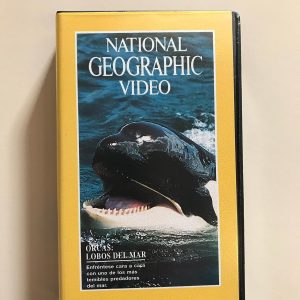 NATIONAL
GEOGRAPHIC
VIDEO
ORCAS:
LOBOS DEL MAR
Enfréntese cara a cara
con uno de los más
temibles predadores
del mar.